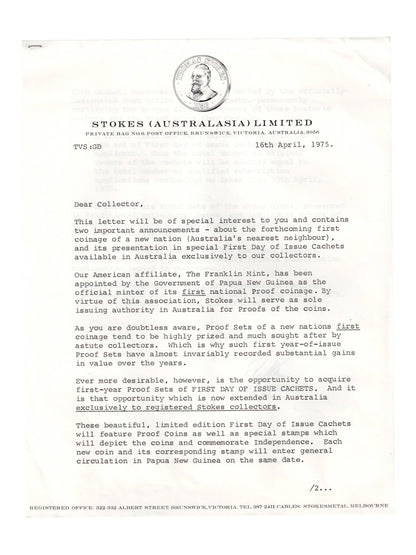 STOKES (AUSTRALASIA) LIMITED
PRIVATE BAG NO.6, POST OFFICE, BRUNSWICK, VICTORIA, AUSTRALIA: 3056
TVS:GD 16th April, 1975.
Dear Collector,
This letter will be of special interest to you and contains
two important announcements - about the forthcoming first
coinage of a new nation (Australia's nearest neighbour),
and its presentation in special First Day of Issue Cachets
available in Australia exclusively to our collectors.
Our American affiliate, The Franklin Mint, has been
appointed by the Government of Papua New Guinea as the
official minter of its first national Proof coinage. By
virtue of this association, Stokes will serve as sole
issuing authority in Australia for Proofs of the coins.
As you are doubtless aware, Proof Sets of a new nations first
coinage tend to be highly prized and much sought after by
astute collectors. Which is why such first year-of-issue
Proof Sets have almost invariably recorded substantial gains
in value over the years.
Ever more desirable, however, is the opportunity to acquire
first-year Proof Sets of FIRST DAY OF ISSUE CACHETS. And it
is that opportunity which is now extended in Australia
exclusively to registered Stokes collectors.
These beautiful, limited edition First Day of Issue Cachets
will feature Proof Coins as well as special stamps which
will depict the coins and commemorate Independence. Each
new coin and its corresponding stamp will enter general
circulation in Papua New Guinea on the same date.
/2...
REGISTERED OFFICE: 322-332 ALBERT STREET BRUNSWICK, VICTORIA TEL: 387 2411 CABLES: STOKESMETAL, MELBOURNE